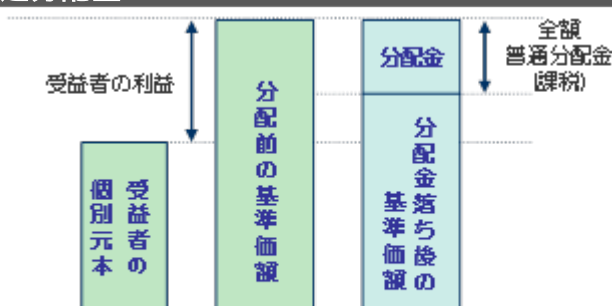 受益者の利益
受益者の
個別元本
分配前の基準価額
分配金
分配金落ち後の
基準価額
全額
普通分配金
(課税)